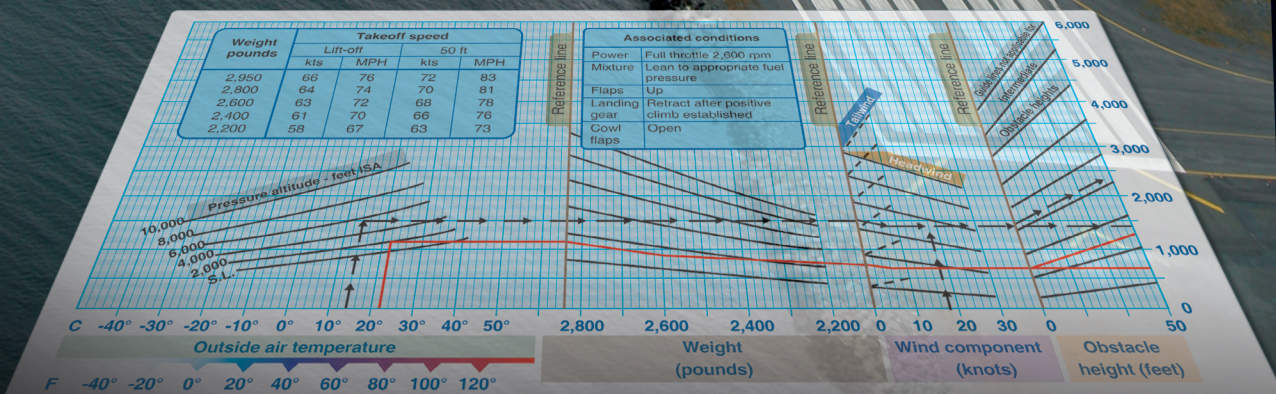 Weight pounds
Takeoff speed
Lift-off 50 ft
kts MPH kts MPH
2,950 66 76 72 83
2,800 64 74 70 81
2,600 63 72 68 78
2,400 61 70 66 76
2,200 58 67 63 73
Associated conditions
Power Full throttle 2,600 rpm
Mixture Lean to appropriate fuel
pressure
Flaps Up
Landing Retract after positive
gear climb established
Cowl Open
flaps
Reference line
Reference line
Reference line
Tailwind
Headwind
Guide lines not applicable for
Intermediate
Obstacle heights
6,000
5,000
4,000
3,000
2,000
1,000
0
Pressure altitude - feet ISA
10,000
8,000
6,000
4,000
2,000
S.L.
C -40° -30° -20° -10° 0° 10° 20° 30° 40° 50° 2,800 2,600 2,400 2,200 0 10 20 30 0 50
Outside air temperature
Weight
(pounds)
Wind component
(knots)
Obstacle
height (feet)
F -40° -20° 0° 20° 40° 60° 80° 100° 120°